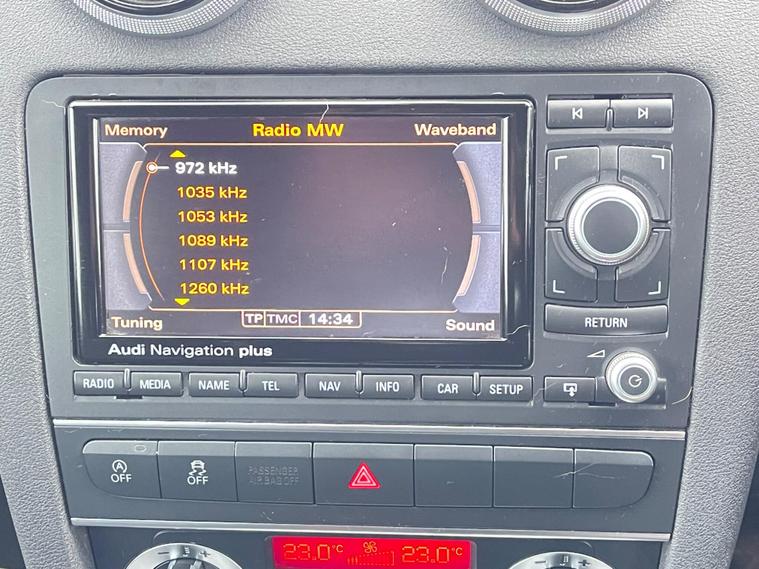 Memory Radio MW Waveband
972 kHz
1035 kHz
1053 kHz
1089 kHz
1107 kHz
1260 kHz
Tuning TP TMC 14:34 Sound
Audi Navigation plus
RETURN
RADIO MEDIA NAME TEL NAV INFO CAR SETUP
OFF OFF PASSENGER
AIR BAG OFF
23.0°C 23.0°C